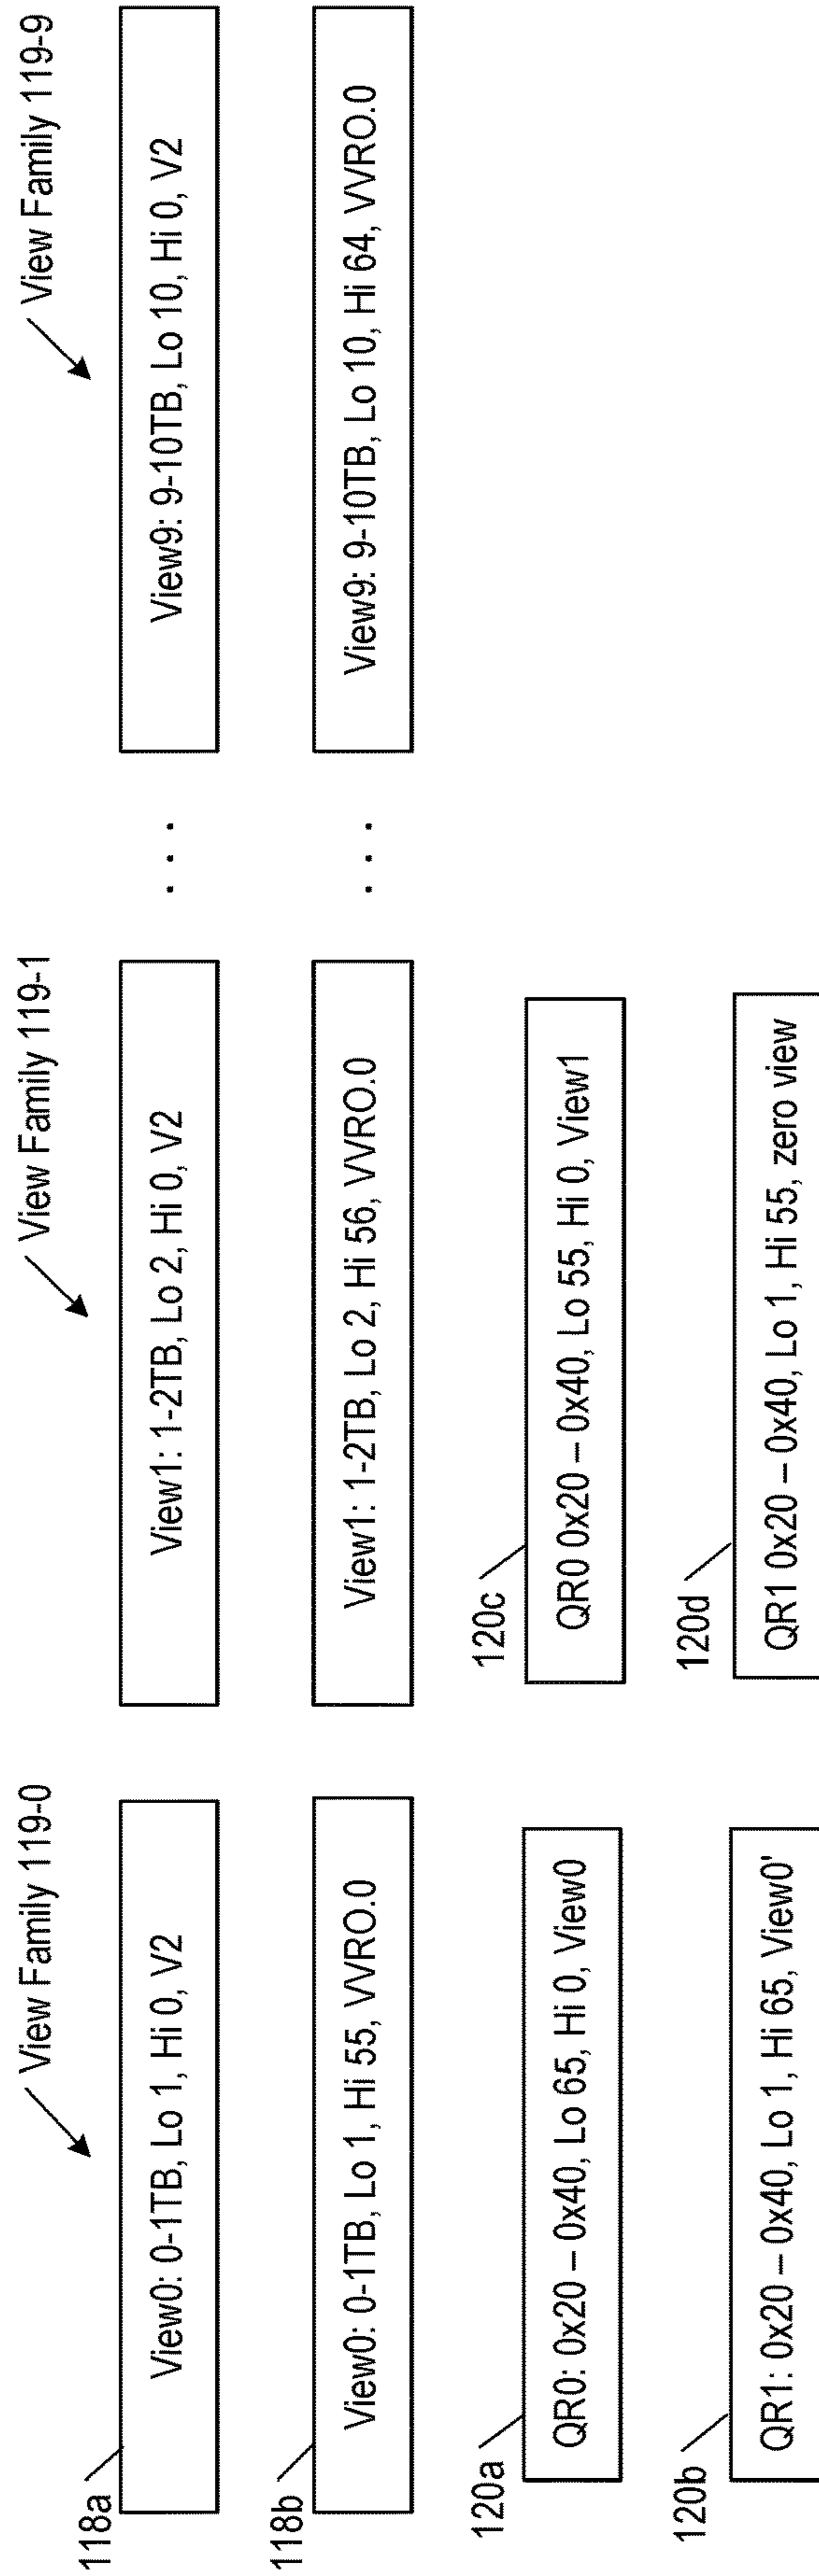 View Family 119-0
118a
View0: 0-1TB, Lo 1, Hi 0, V2
118b
View0: 0-1TB, Lo 1, Hi 55, VVRO.0
120a
QR0: 0x20 – 0x40, Lo 65, Hi 0, View0
120b
QR1: 0x20 – 0x40, Lo 1, Hi 65, View0'
View Family 119-1
View1: 1-2TB, Lo 2, Hi 0, V2
View1: 1-2TB, Lo 2, Hi 56, VVRO.0
120c
QR0 0x20 – 0x40, Lo 55, Hi 0, View1
120d
QR1 0x20 – 0x40, Lo 1, Hi 55, zero view
. . .
. . .
View Family 119-9
View9: 9-10TB, Lo 10, Hi 0, V2
View9: 9-10TB, Lo 10, Hi 64, VVRO.0